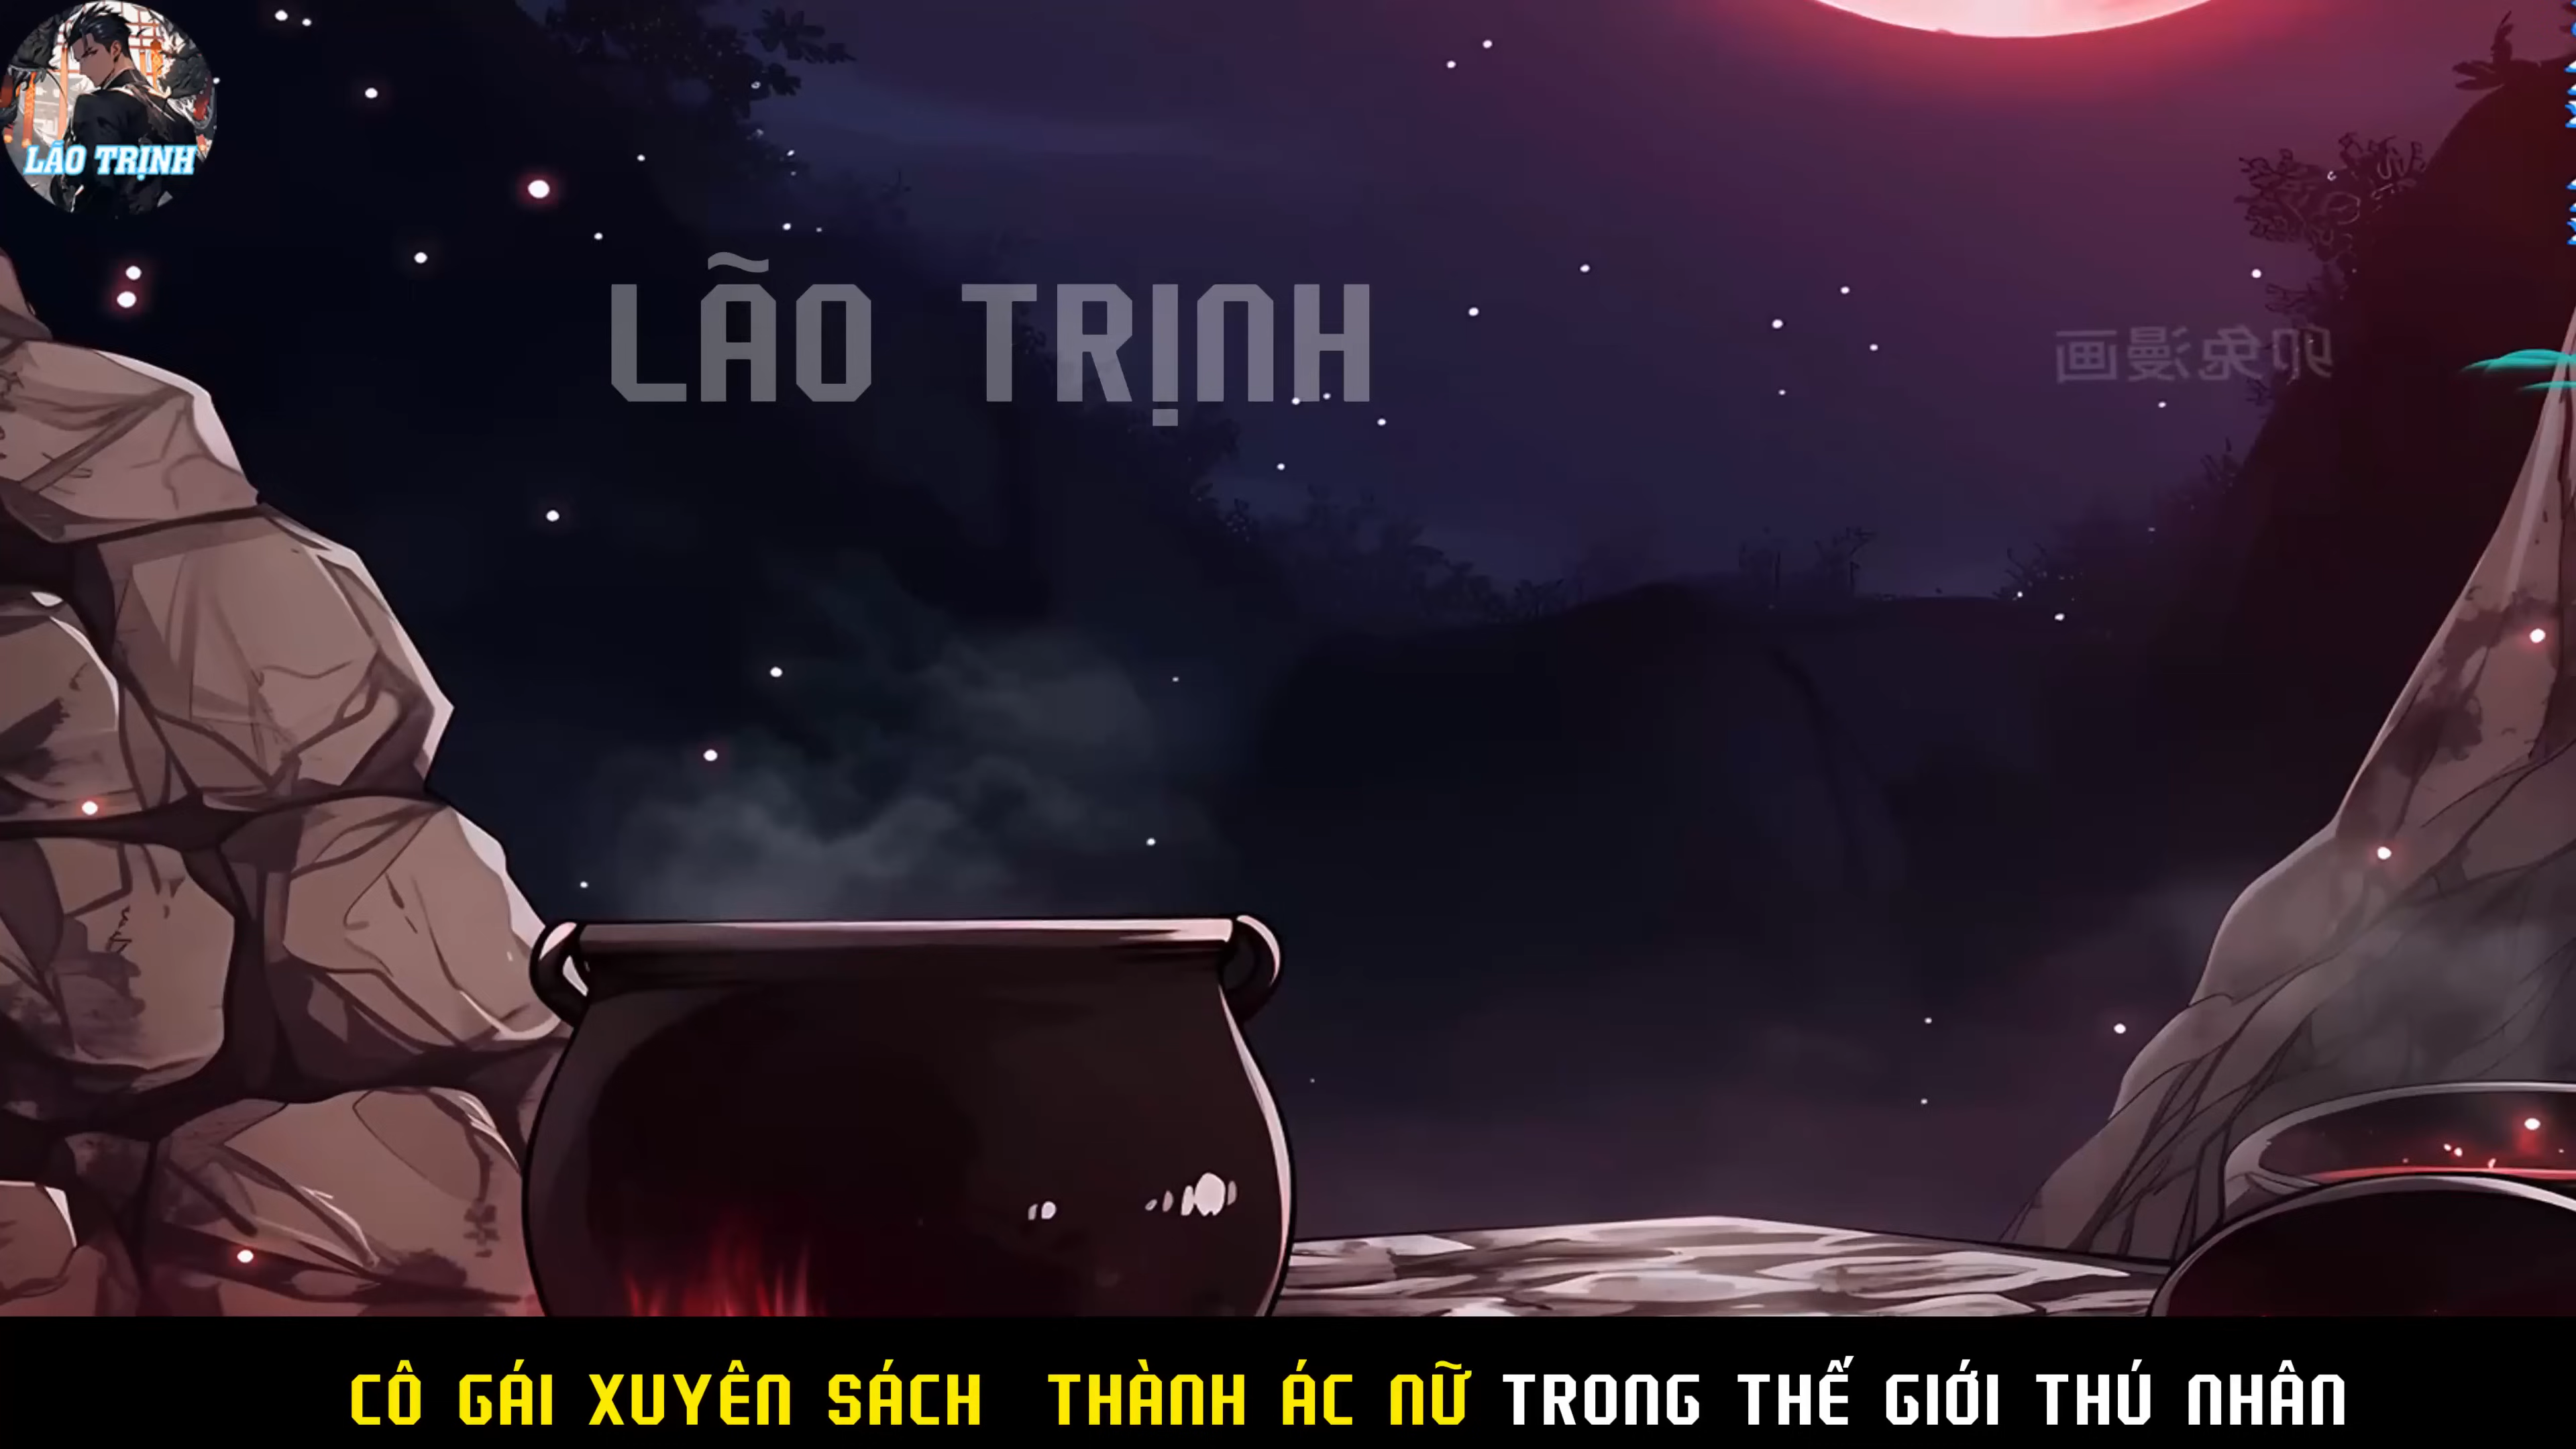 LÃO TRỊNH
LÃO TRỊNH
卯兔漫画
CÔ GÁI XUYÊN SÁCH THÀNH ÁC NỮ TRONG THẾ GIỚI THÚ NHÂN